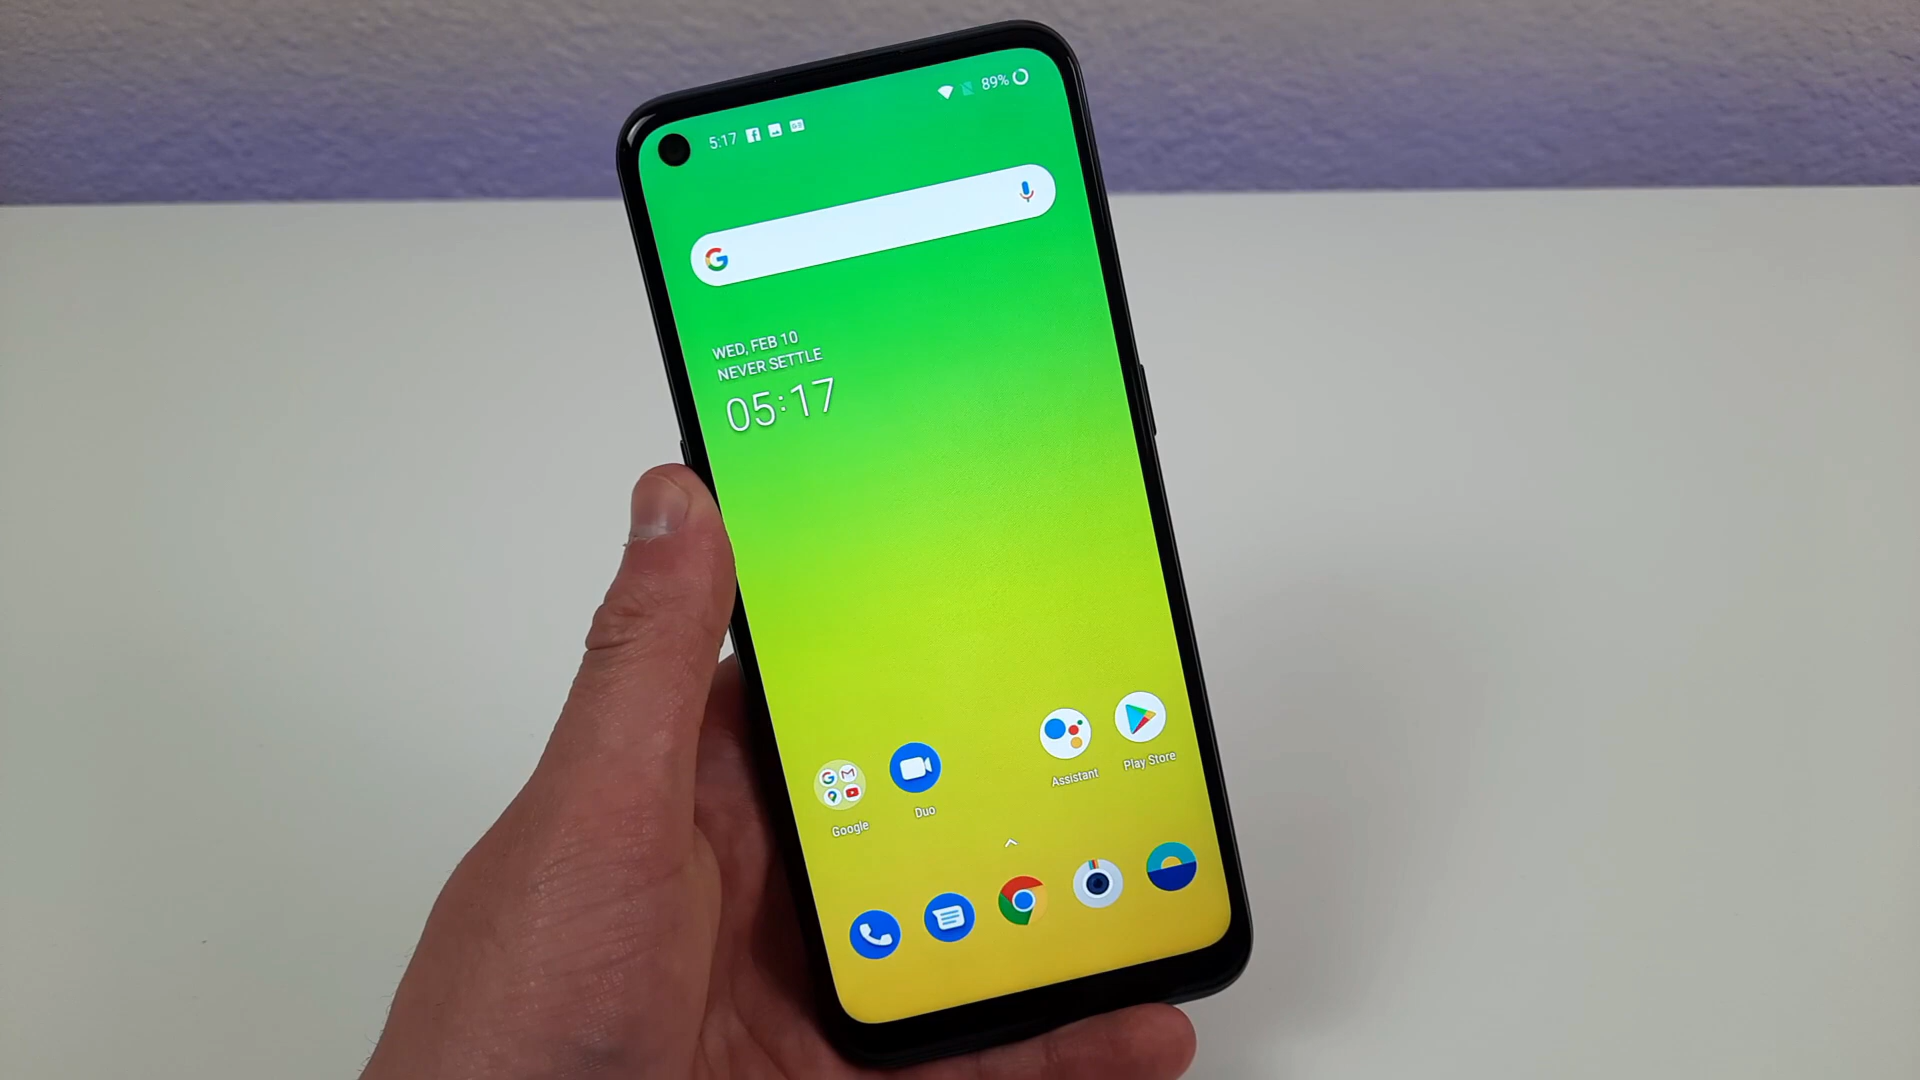 5:17
89%
WED, FEB 10
NEVER SETTLE
05:17
Google
Duo
Assistant
Play Store